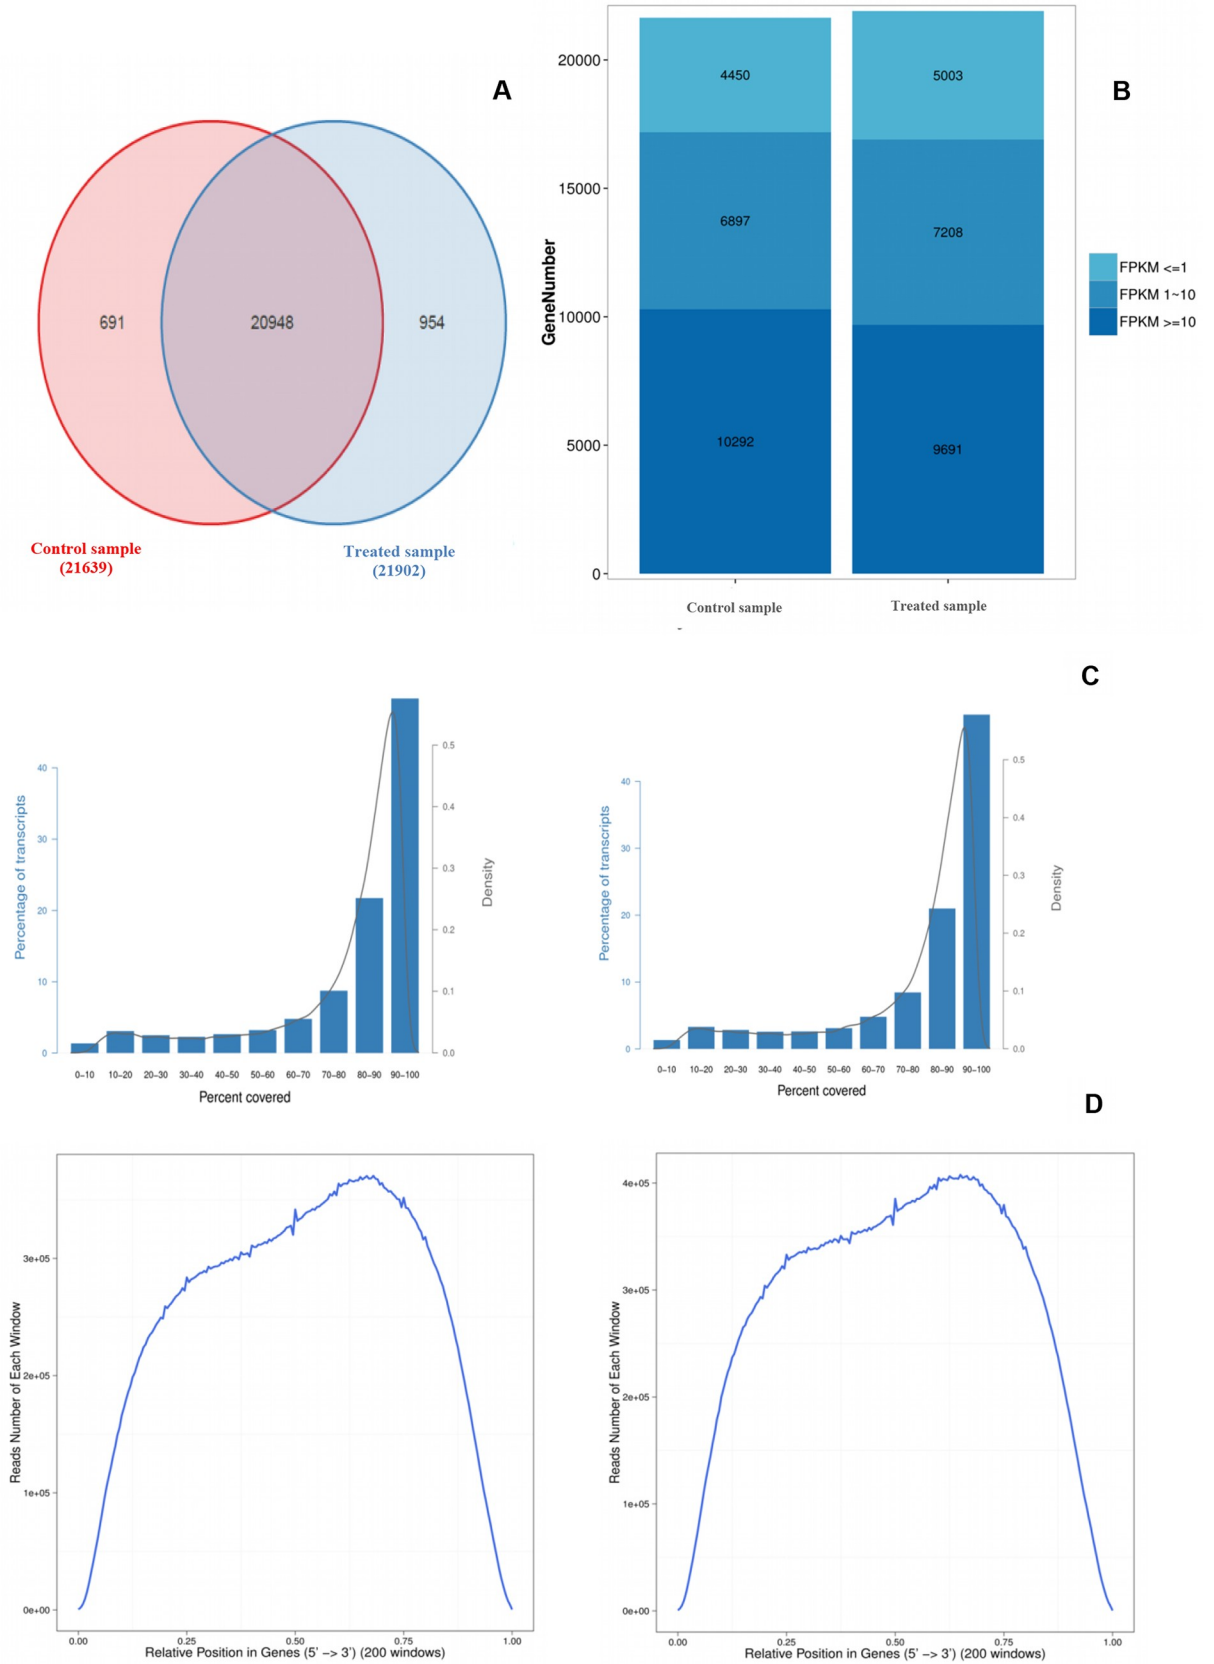 A
691
20948
954
Control sample
(21639)
Treated sample
(21902)
B
GeneNumber
20000
15000
10000
5000
0
4450
5003
6897
7208
10292
9691
FPKM <=1
FPKM 1~10
FPKM >=10
Control sample
Treated sample
C
Percentage of transcripts
40
30
20
10
0
0.5
0.4
0.3
0.2
0.1
0.0
Density
0–10 10–20 20–30 30–40 40–50 50–60 60–70 70–80 80–90 90–100
Percent covered
Percentage of transcripts
40
30
20
10
0
0.5
0.4
0.3
0.2
0.1
0.0
Density
0–10 10–20 20–30 30–40 40–50 50–60 60–70 70–80 80–90 90–100
Percent covered
D
Reads Number of Each Window
3e+05
2e+05
1e+05
0e+00
0.00 0.25 0.50 0.75 1.00
Relative Position in Genes (5' –> 3') (200 windows)
Reads Number of Each Window
4e+05
3e+05
2e+05
1e+05
0e+00
0.00 0.25 0.50 0.75 1.00
Relative Position in Genes (5' –> 3') (200 windows)